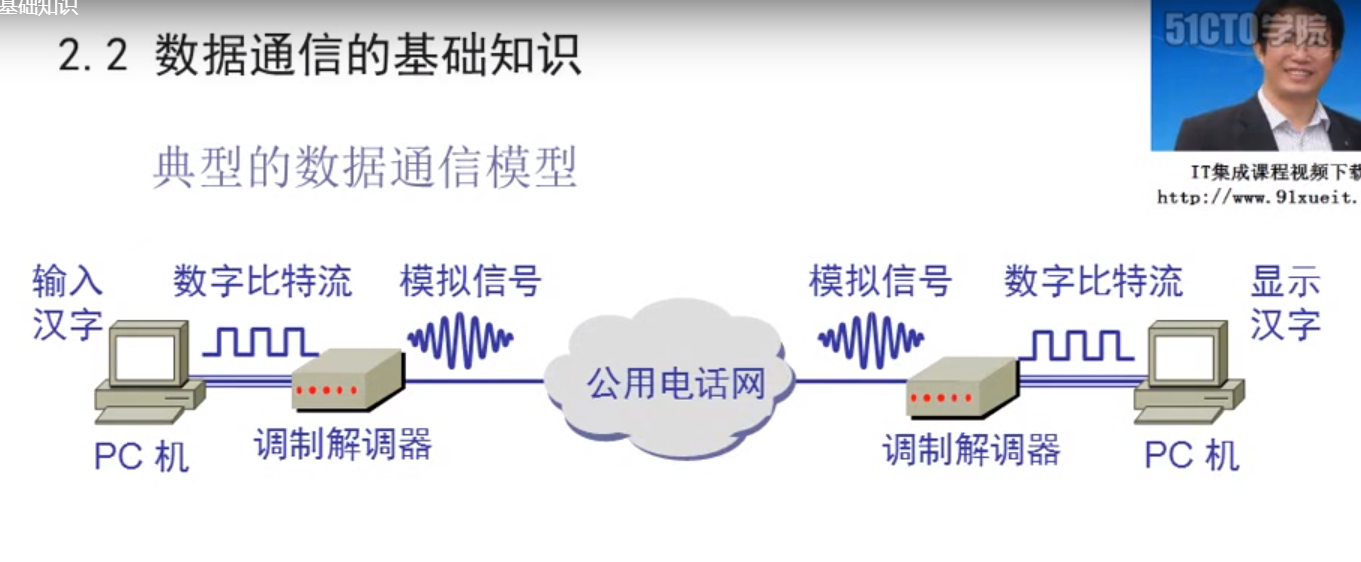 基础知识
2.2 数据通信的基础知识
51CTO学院
典型的数据通信模型
IT集成课程视频下载
http://www.91xueit.
输入
汉字
数字比特流
模拟信号
模拟信号
数字比特流
显示
汉字
公用电话网
PC 机
调制解调器
调制解调器
PC 机